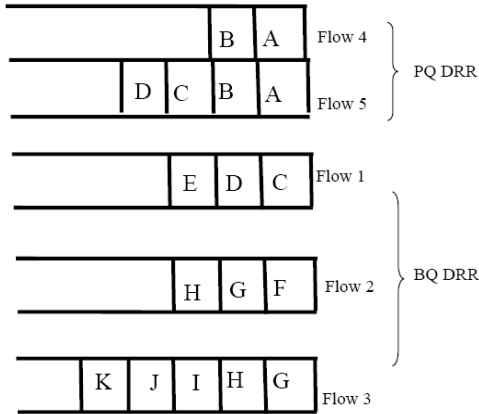 B A Flow 4
PQ DRR
D C B A Flow 5
E D C Flow 1
BQ DRR
H G F Flow 2
K J I H G Flow 3